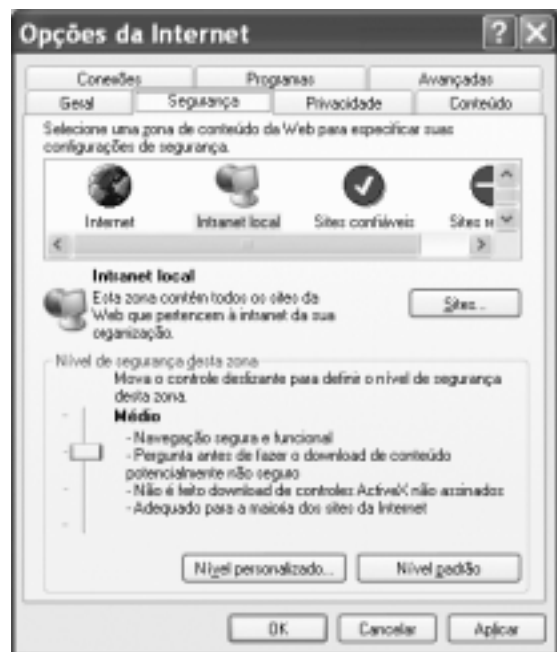 Opções da Internet
Conexões Programas Avançadas
Geral Segurança Privacidade Conteúdo
Selecione uma zona de conteúdo da Web para especificar suas
configurações de segurança.
Internet Intranet local Sites confiáveis Sites
Intranet local
Esta zona contém todos os sites da
Web que pertencem à intranet da sua
organização.
Sites...
Nível de segurança desta zona
Mova o controle deslizante para definir o nível de segurança
desta zona.
Médio
- Navegação segura e funcional
- Pergunta antes de fazer o download de conteúdo
potencialmente não seguro
- Não é feito download de controles ActiveX não assinados
- Adequado para a maioria dos sites da Internet
Nível personalizado... Nível padrão
OK Cancelar Aplicar